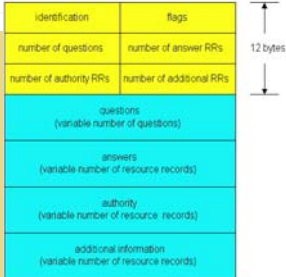 identification flags
number of questions number of answer RRs 12 bytes
number of authority RRs number of additional RRs
questions
(variable number of questions)
answers
(variable number of resource records)
authority
(variable number of resource records)
additional information
(variable number of resource records)